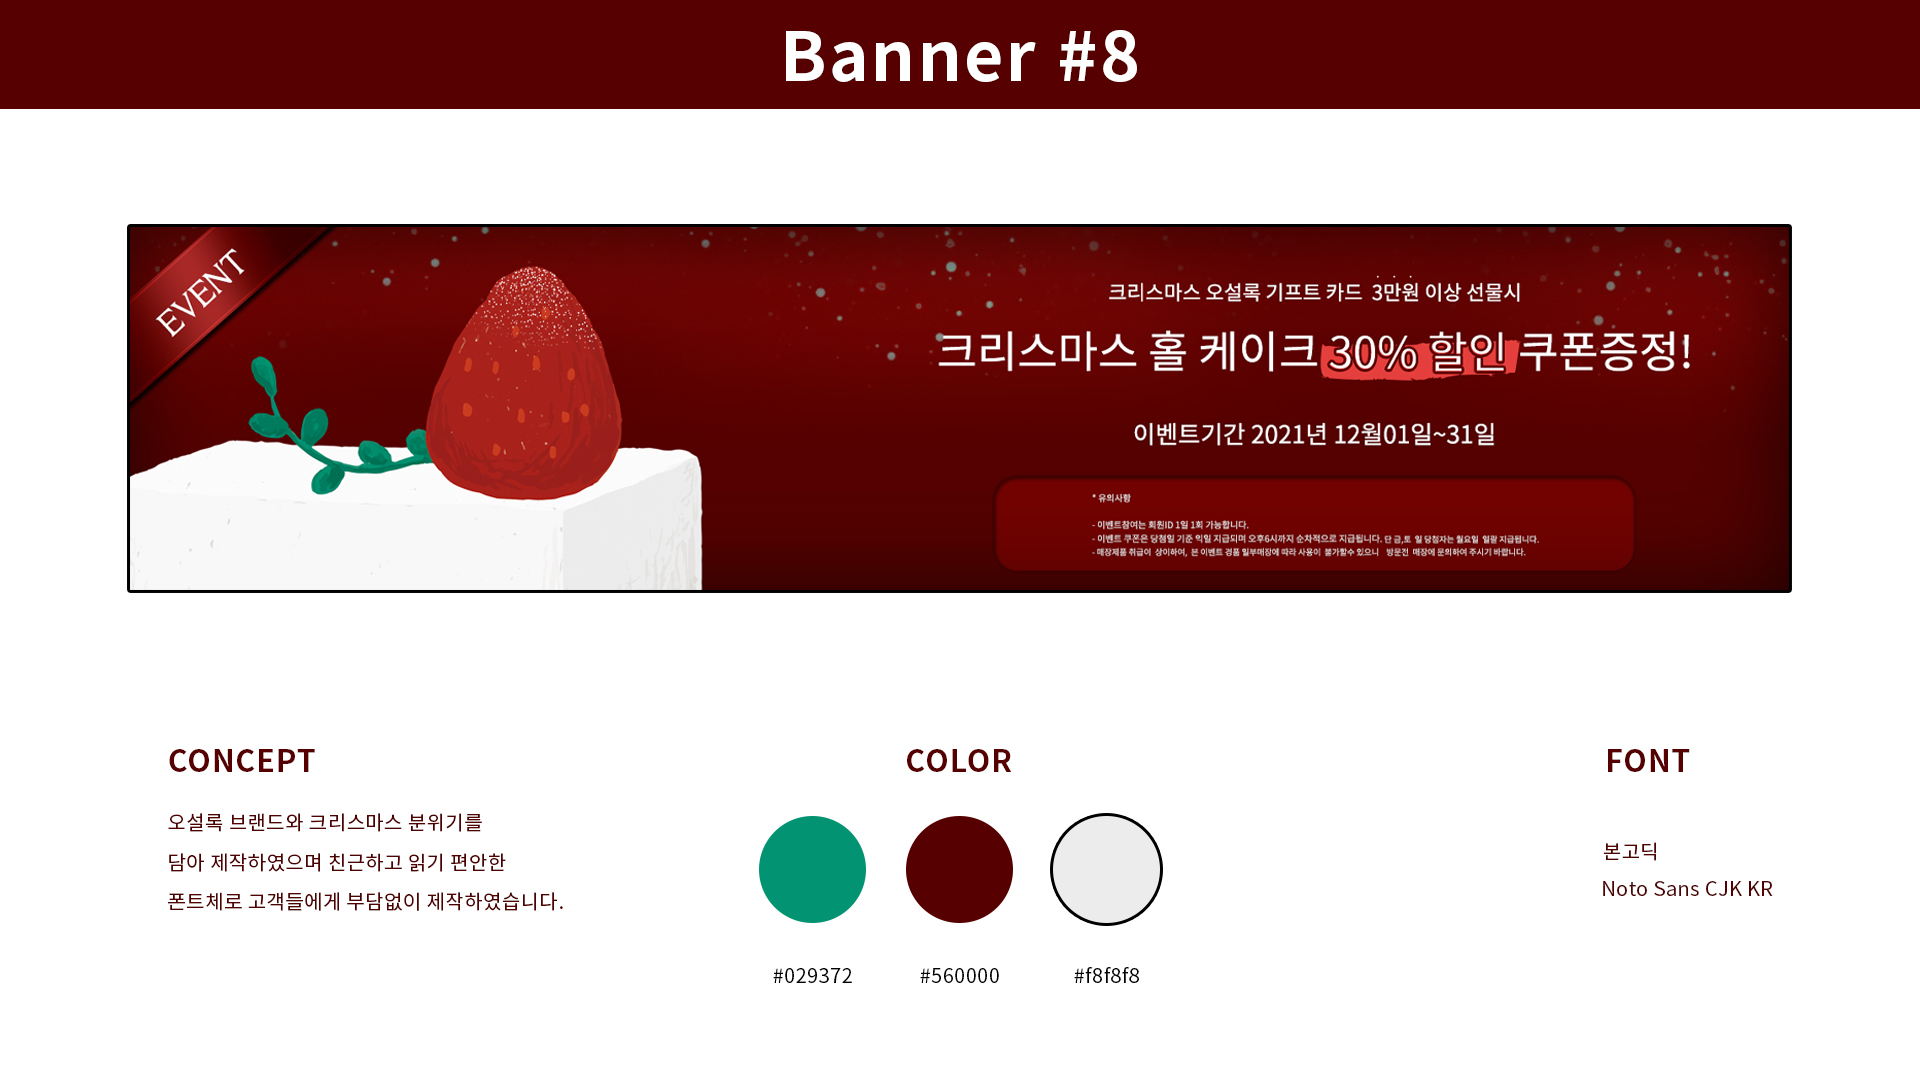 Banner #8
EVENT
크리스마스 오설록 기프트 카드 3만원 이상 선물시
크리스마스 홀 케이크 30% 할인 쿠폰증정!
이벤트기간 2021년 12월01일~31일
* 유의사항
- 이벤트참여는 회원ID 1일 1회 가능합니다.
- 이벤트 쿠폰은 당첨일 기준 익일 지급되며 오후6시까지 순차적으로 지급됩니다. 단 금,토 일 당첨자는 월요일 일괄 지급됩니다.
- 매장제품 취급이 상이하여, 본 이벤트 경품 일부매장에 따라 사용이 불가할수 있으니 방문전 매장에 문의하여 주시기 바랍니다.
CONCEPT
오설록 브랜드와 크리스마스 분위기를
담아 제작하였으며 친근하고 읽기 편안한
폰트체로 고객들에게 부담없이 제작하였습니다.
COLOR
#029372
#560000
#f8f8f8
FONT
본고딕
Noto Sans CJK KR